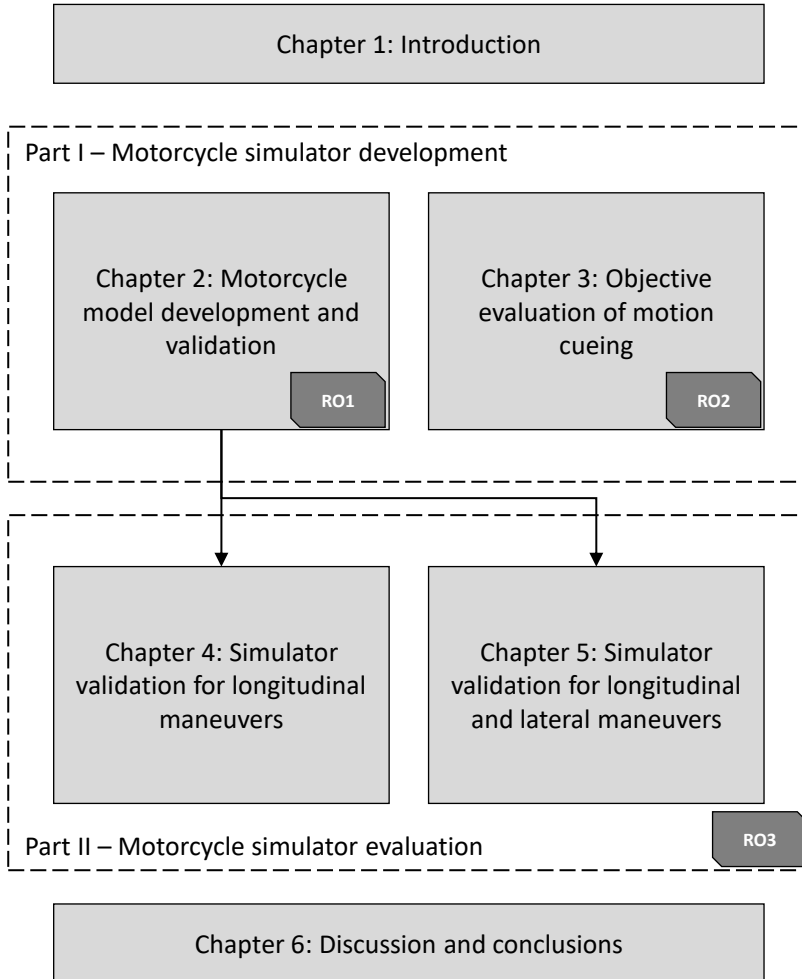 Chapter 1: Introduction
Part I – Motorcycle simulator development
Chapter 2: Motorcycle
model development and
validation
RO1
Chapter 3: Objective
evaluation of motion
cueing
RO2
Chapter 4: Simulator
validation for longitudinal
maneuvers
Chapter 5: Simulator
validation for longitudinal
and lateral maneuvers
Part II – Motorcycle simulator evaluation
RO3
Chapter 6: Discussion and conclusions